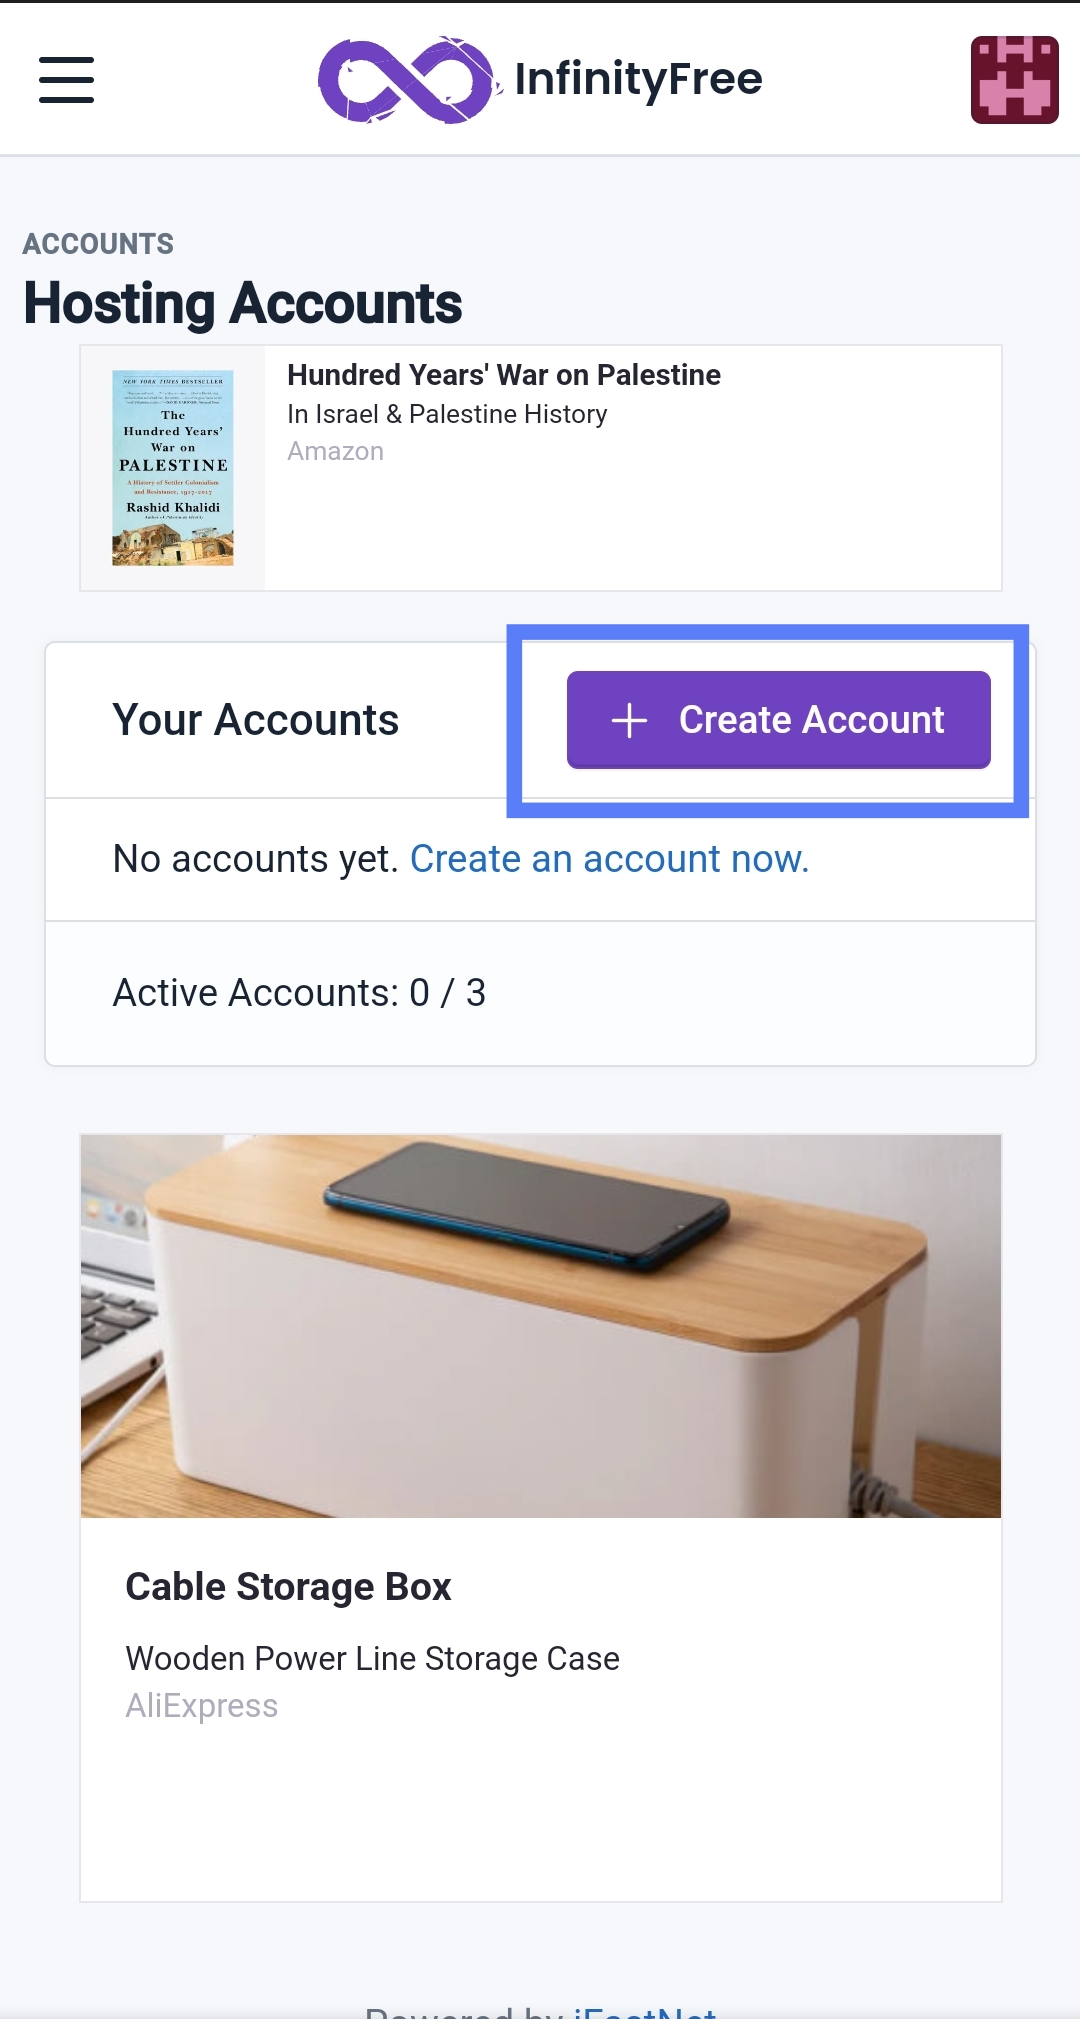 InfinityFree
ACCOUNTS
Hosting Accounts
Hundred Years' War on Palestine
In Israel & Palestine History
Amazon
NEW YORK TIMES BESTSELLER
The
Hundred Years'
War on
PALESTINE
A History of Settler Colonialism
and Resistance, 1917–2017
Rashid Khalidi
Your Accounts
Create Account
No accounts yet. Create an account now.
Active Accounts: 0 / 3
Cable Storage Box
Wooden Power Line Storage Case
AliExpress
Powered by iFastNet